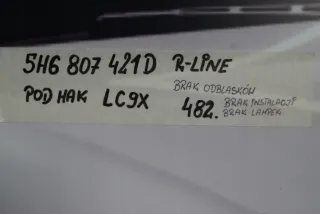 5H6 807 421D R-LINE
POD HAK LC9X BRAK ODBLASKÓW
482. BRAK INSTALACJI
BRAK LAMPEK